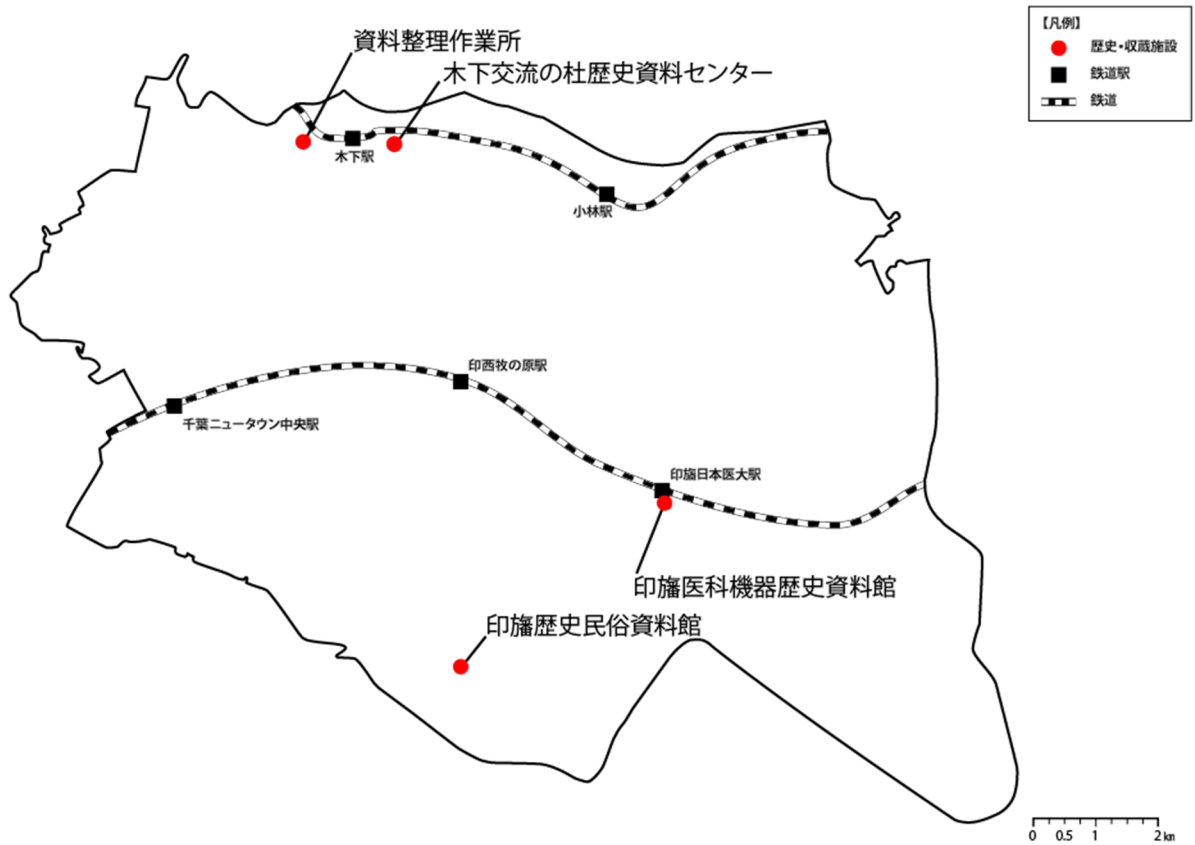 資料整理作業所
木下交流の杜歴史資料センター
【凡例】
歴史・収蔵施設
鉄道駅
鉄道
木下駅
小林駅
印西牧の原駅
千葉ニュータウン中央駅
印旛日本医大駅
印旛医科機器歴史資料館
印旛歴史民俗資料館
0 0.5 1 2km